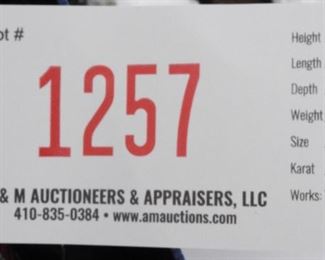 ot #
1257
& M AUCTIONEERS & APPRAISERS, LLC
410-835-0384 • www.amauctions.com
Height
Length
Depth
Weight
Size
Karat
Works: